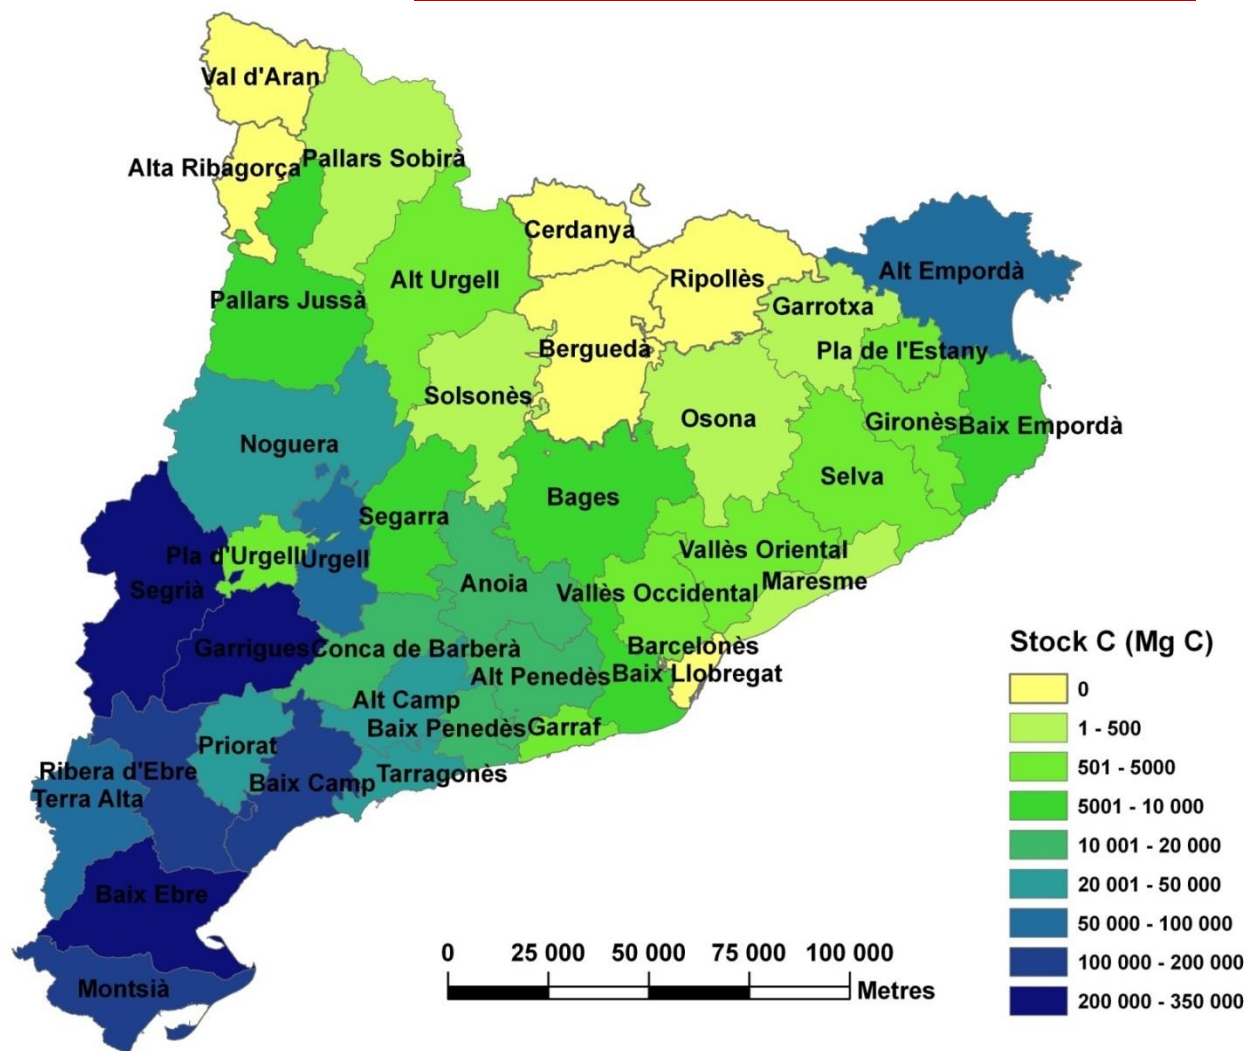 Val d'Aran
Alta Ribagorça
Pallars Sobirà
Cerdanya
Ripollès
Alt Empordà
Alt Urgell
Pallars Jussà
Garrotxa
Berguedà
Pla de l'Estany
Solsonès
Osona
Gironès
Baix Empordà
Noguera
Selva
Bages
Segarra
Pla d'Urgell
Urgell
Vallès Oriental
Segrià
Anoia
Vallès Occidental
Maresme
Garrigues
Conca de Barberà
Barcelonès
Alt Penedès
Baix Llobregat
Alt Camp
Baix Penedès
Garraf
Priorat
Ribera d'Ebre
Baix Camp
Tarragonès
Terra Alta
Baix Ebre
Montsià
Stock C (Mg C)
0
1 - 500
501 - 5000
5001 - 10 000
10 001 - 20 000
20 001 - 50 000
50 000 - 100 000
100 000 - 200 000
200 000 - 350 000
0 25 000 50 000 75 000 100 000
Metres